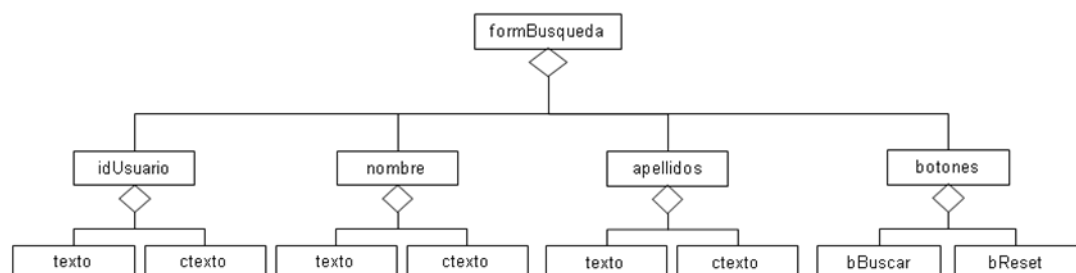 formBusqueda
idUsuario nombre apellidos botones
texto ctexto texto ctexto texto ctexto bBuscar bReset